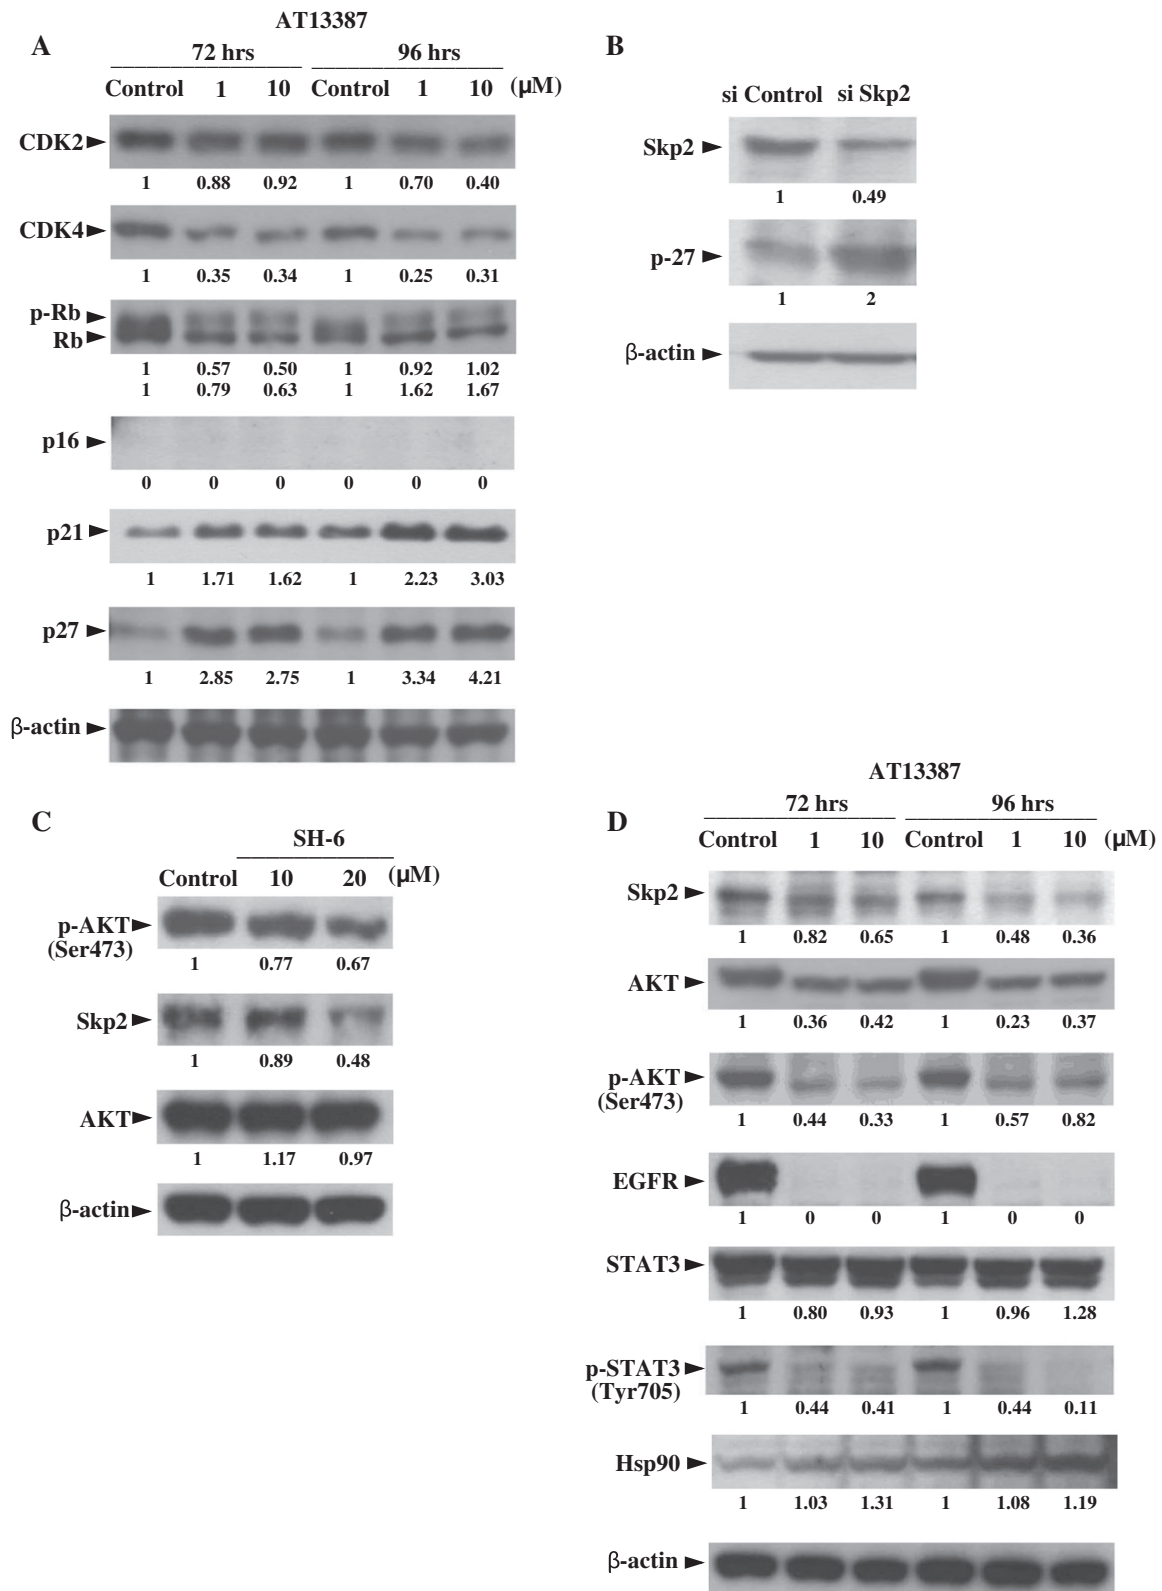 A
AT13387
72 hrs 96 hrs
Control 1 10 Control 1 10 (µM)
CDK2
1 0.88 0.92 1 0.70 0.40
CDK4
1 0.35 0.34 1 0.25 0.31
p-Rb
Rb
1 0.57 0.50 1 0.92 1.02
1 0.79 0.63 1 1.62 1.67
p16
0 0 0 0 0 0
p21
1 1.71 1.62 1 2.23 3.03
p27
1 2.85 2.75 1 3.34 4.21
β-actin
B
si Control si Skp2
Skp2
1 0.49
p-27
1 2
β-actin
C
SH-6
Control 10 20 (µM)
p-AKT
(Ser473)
1 0.77 0.67
Skp2
1 0.89 0.48
AKT
1 1.17 0.97
β-actin
D
AT13387
72 hrs 96 hrs
Control 1 10 Control 1 10 (µM)
Skp2
1 0.82 0.65 1 0.48 0.36
AKT
1 0.36 0.42 1 0.23 0.37
p-AKT
(Ser473)
1 0.44 0.33 1 0.57 0.82
EGFR
1 0 0 1 0 0
STAT3
1 0.80 0.93 1 0.96 1.28
p-STAT3
(Tyr705)
1 0.44 0.41 1 0.44 0.11
Hsp90
1 1.03 1.31 1 1.08 1.19
β-actin